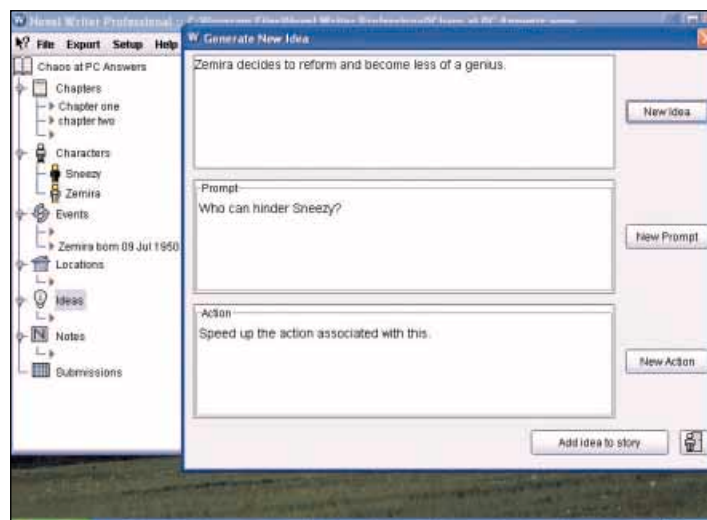 Novel Writer Professional
File Export Setup Help
Generate New Idea
Chaos at PC Answers
Chapters
Chapter one
chapter two
Characters
Sneezy
Zemira
Events
Zemira born 09 Jul 1950
Locations
Ideas
Notes
Submissions
Zemira decides to reform and become less of a genius.
New Idea
Prompt
Who can hinder Sneezy?
New Prompt
Action
Speed up the action associated with this.
New Action
Add idea to story